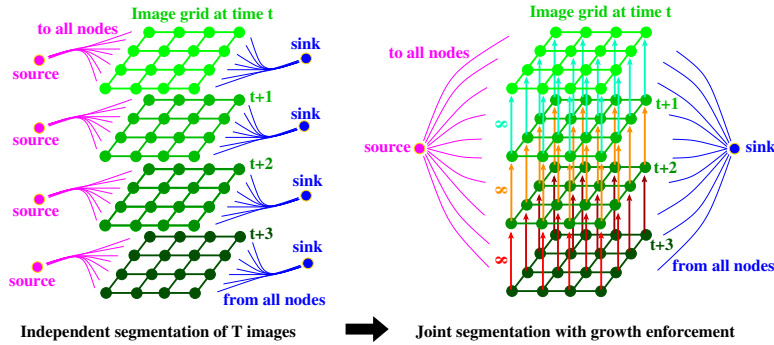 Image grid at time t
to all nodes
source
sink
t+1
source
sink
t+2
source
sink
t+3
source
sink
from all nodes
Independent segmentation of T images
Image grid at time t
to all nodes
t+1
∞
source
sink
t+2
∞
t+3
∞
from all nodes
Joint segmentation with growth enforcement